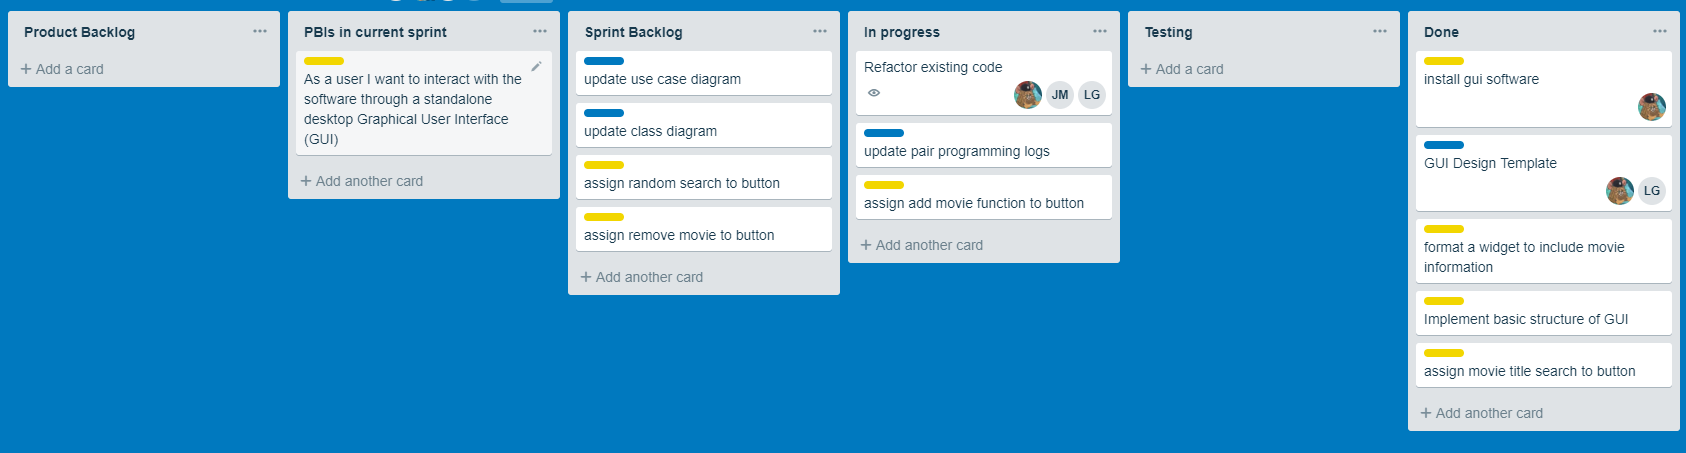 Product Backlog
Add a card
PBIs in current sprint
As a user I want to interact with the
software through a standalone
desktop Graphical User Interface
(GUI)
Add another card
Sprint Backlog
update use case diagram
update class diagram
assign random search to button
assign remove movie to button
Add another card
In progress
Refactor existing code
JM LG
update pair programming logs
assign add movie function to button
Add another card
Testing
Add a card
Done
install gui software
GUI Design Template
LG
format a widget to include movie
information
Implement basic structure of GUI
assign movie title search to button
Add another card